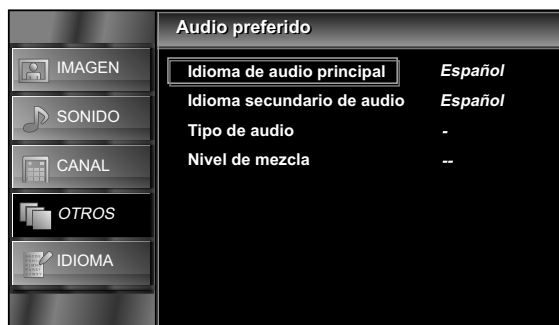 Audio preferido
IMAGEN
SONIDO
CANAL
OTROS
IDIOMA
Idioma de audio principal Español
Idioma secundario de audio Español
Tipo de audio -
Nivel de mezcla --